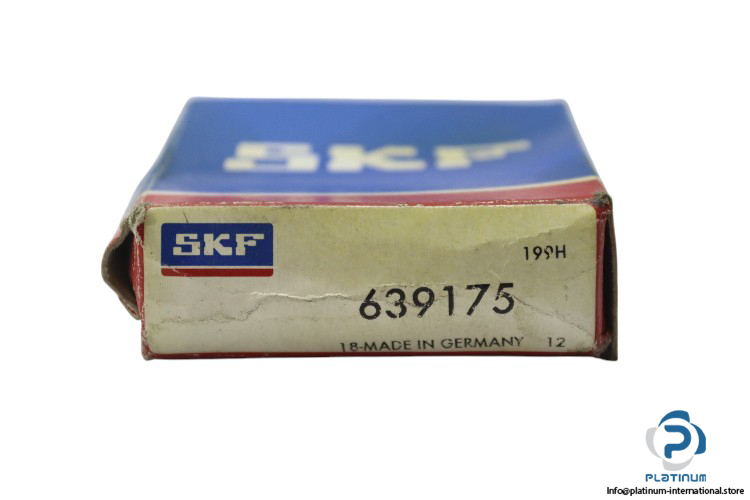 SKF
SKF
199H
639175
18-MADE IN GERMANY 12
PLATINUM
Info@platinum-international.store